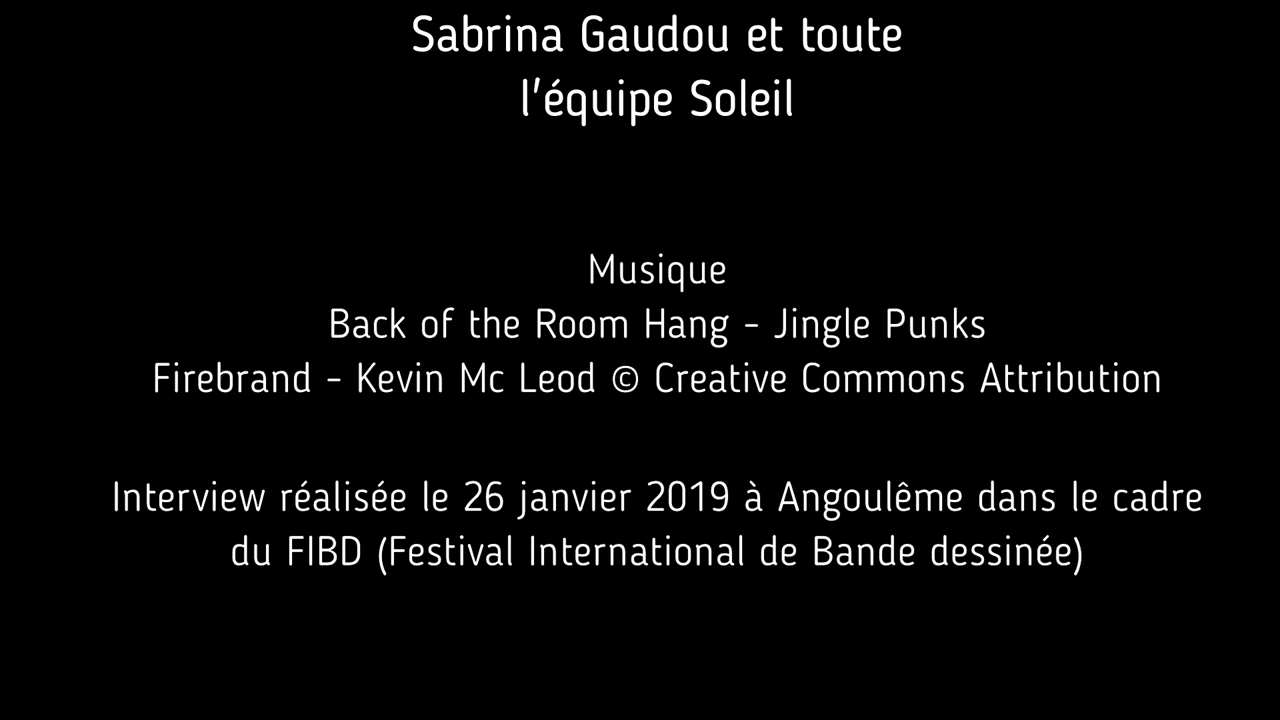 Sabrina Gaudou et toute
l'équipe Soleil
Musique
Back of the Room Hang - Jingle Punks
Firebrand - Kevin Mc Leod © Creative Commons Attribution
Interview réalisée le 26 janvier 2019 à Angoulême dans le cadre
du FIBD (Festival International de Bande dessinée)